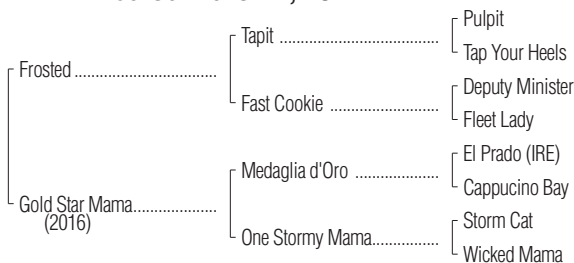 Pulpit
Tapit
Tap Your Heels
Frosted
Deputy Minister
Fast Cookie
Fleet Lady
El Prado (IRE)
Medaglia d'Oro
Cappucino Bay
Gold Star Mama
(2016)
Storm Cat
One Stormy Mama
Wicked Mama